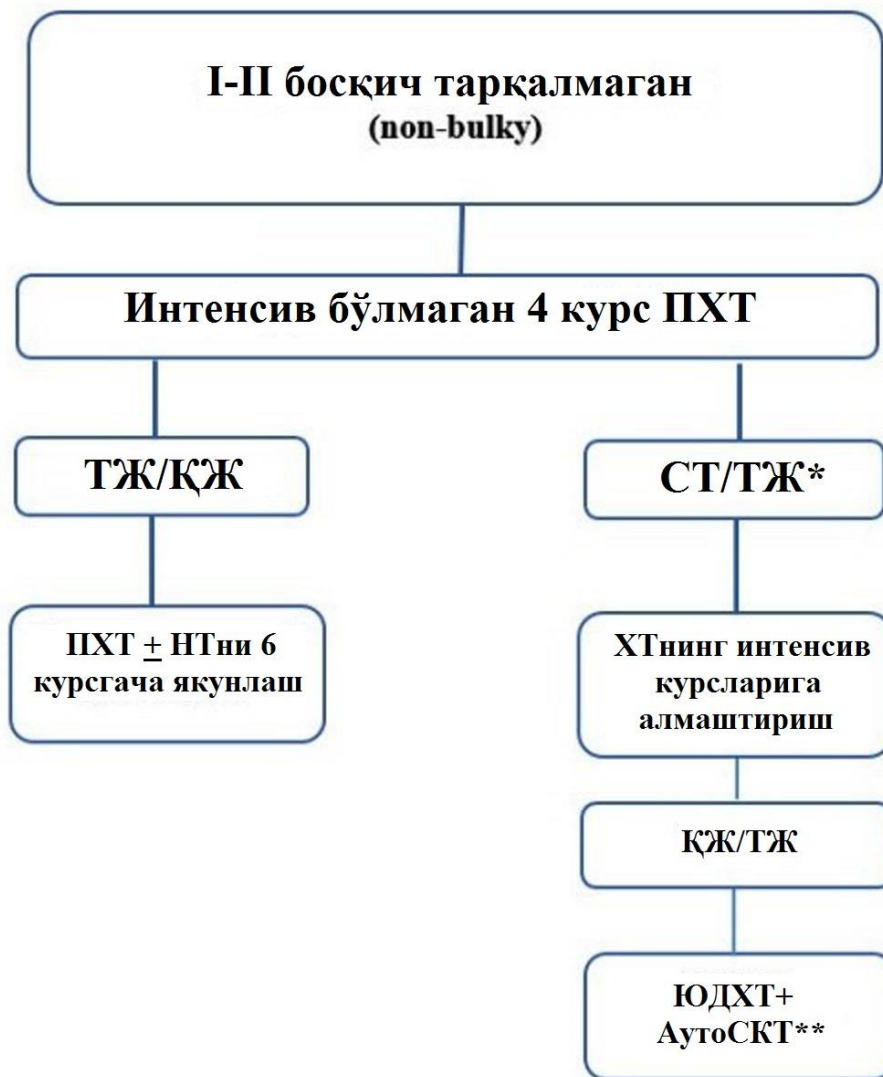 I-II босқич тарқалмаган
(non-bulky)
Интенсив бўлмаган 4 курс ПХТ
ТЖ/ҚЖ
СТ/ТЖ*
ПХТ ± НТни 6
курсгача якунлаш
ХТнинг интенсив
курсларига
алмаштириш
ҚЖ/ТЖ
ЮДХТ+
АутоСКТ**